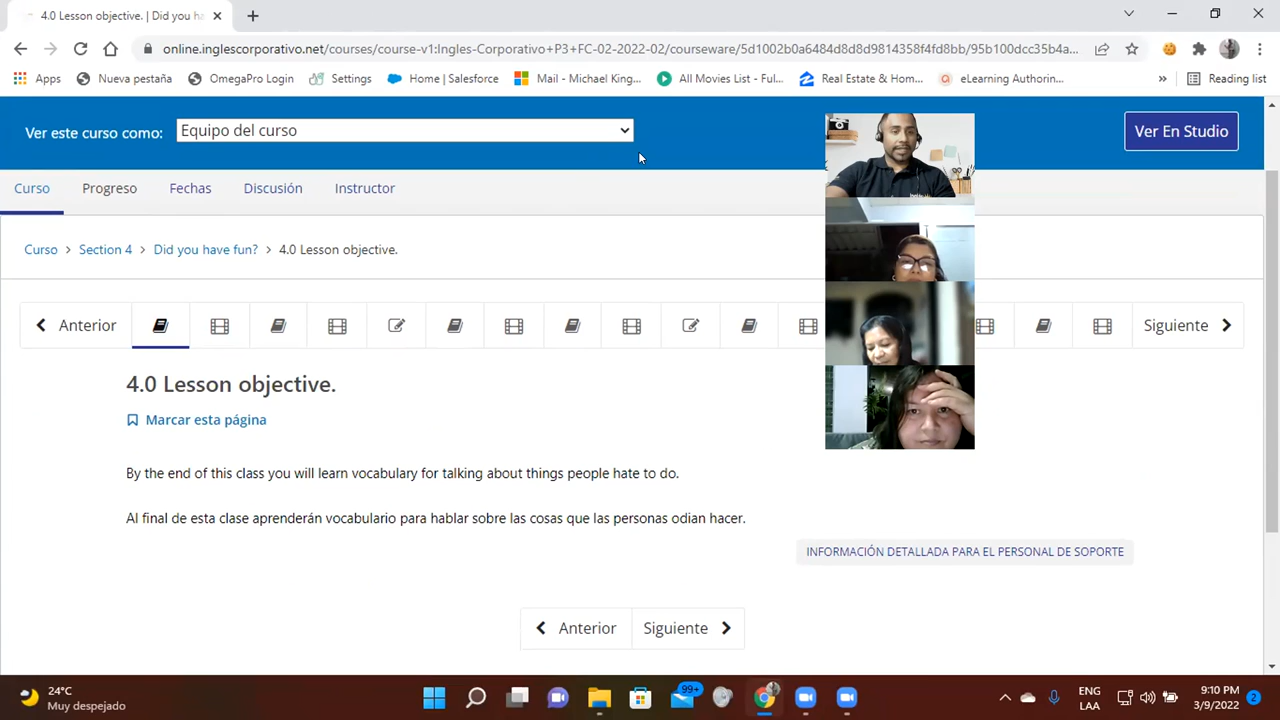 4.0 Lesson objective. | Did you ha
online.inglescorporativo.net/courses/course-v1:Ingles-Corporativo+P3+FC-02-2022-02/courseware/5d1002b0a6484d8d8d9814358f4fd8bb/95b100dcc35b4a...
Apps Nueva pestaña OmegaPro Login Settings Home | Salesforce Mail - Michael King... All Movies List - Ful... Real Estate & Hom... eLearning Authorin... » Reading list
Ver este curso como: Equipo del curso Ver En Studio
Curso Progreso Fechas Discusión Instructor
Curso > Section 4 > Did you have fun? > 4.0 Lesson objective.
Anterior Siguiente
4.0 Lesson objective.
Marcar esta página
By the end of this class you will learn vocabulary for talking about things people hate to do.
Al final de esta clase aprenderán vocabulario para hablar sobre las cosas que las personas odian hacer.
INFORMACIÓN DETALLADA PARA EL PERSONAL DE SOPORTE
Anterior Siguiente
24°C
Muy despejado
99+
ENG
LAA
9:10 PM
3/9/2022
2